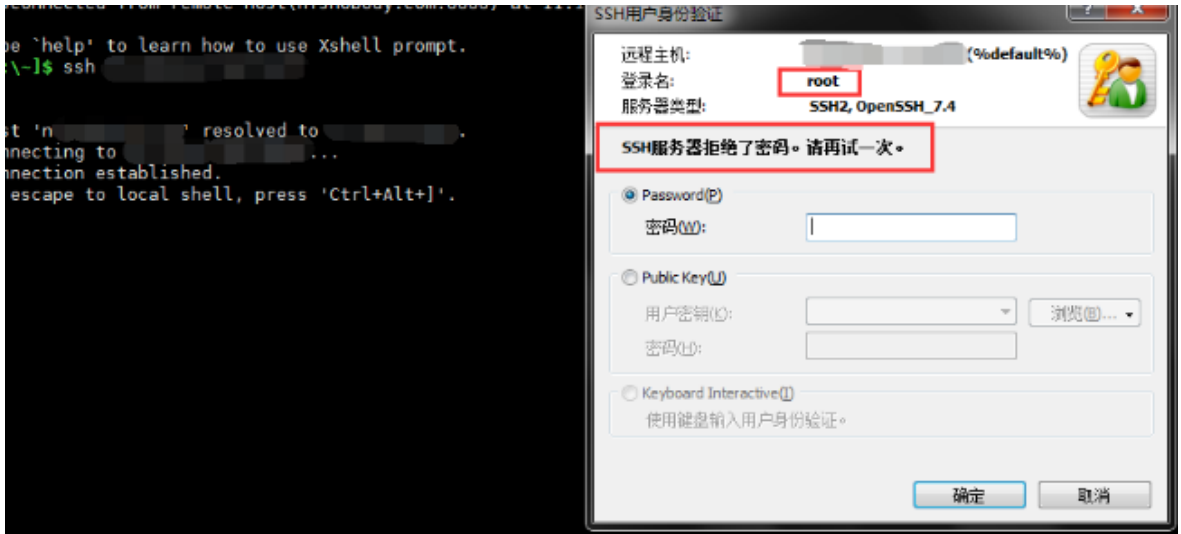 be `help' to learn how to use Xshell prompt.
:\~]$ ssh
st 'n ' resolved to .
nnecting to ...
nnection established.
escape to local shell, press 'Ctrl+Alt+]'.
SSH用户身份验证
远程主机: (%default%)
登录名: root
服务器类型: SSH2, OpenSSH_7.4
SSH服务器拒绝了密码。请再试一次。
Password(P)
密码(W):
Public Key(U)
用户密钥(K): 浏览(B)...
密码(H):
Keyboard Interactive(I)
使用键盘输入用户身份验证。
确定 取消